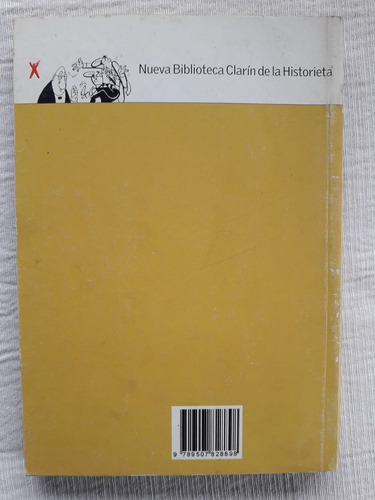 Nueva Biblioteca Clarín de la Historieta
9 789507 828898